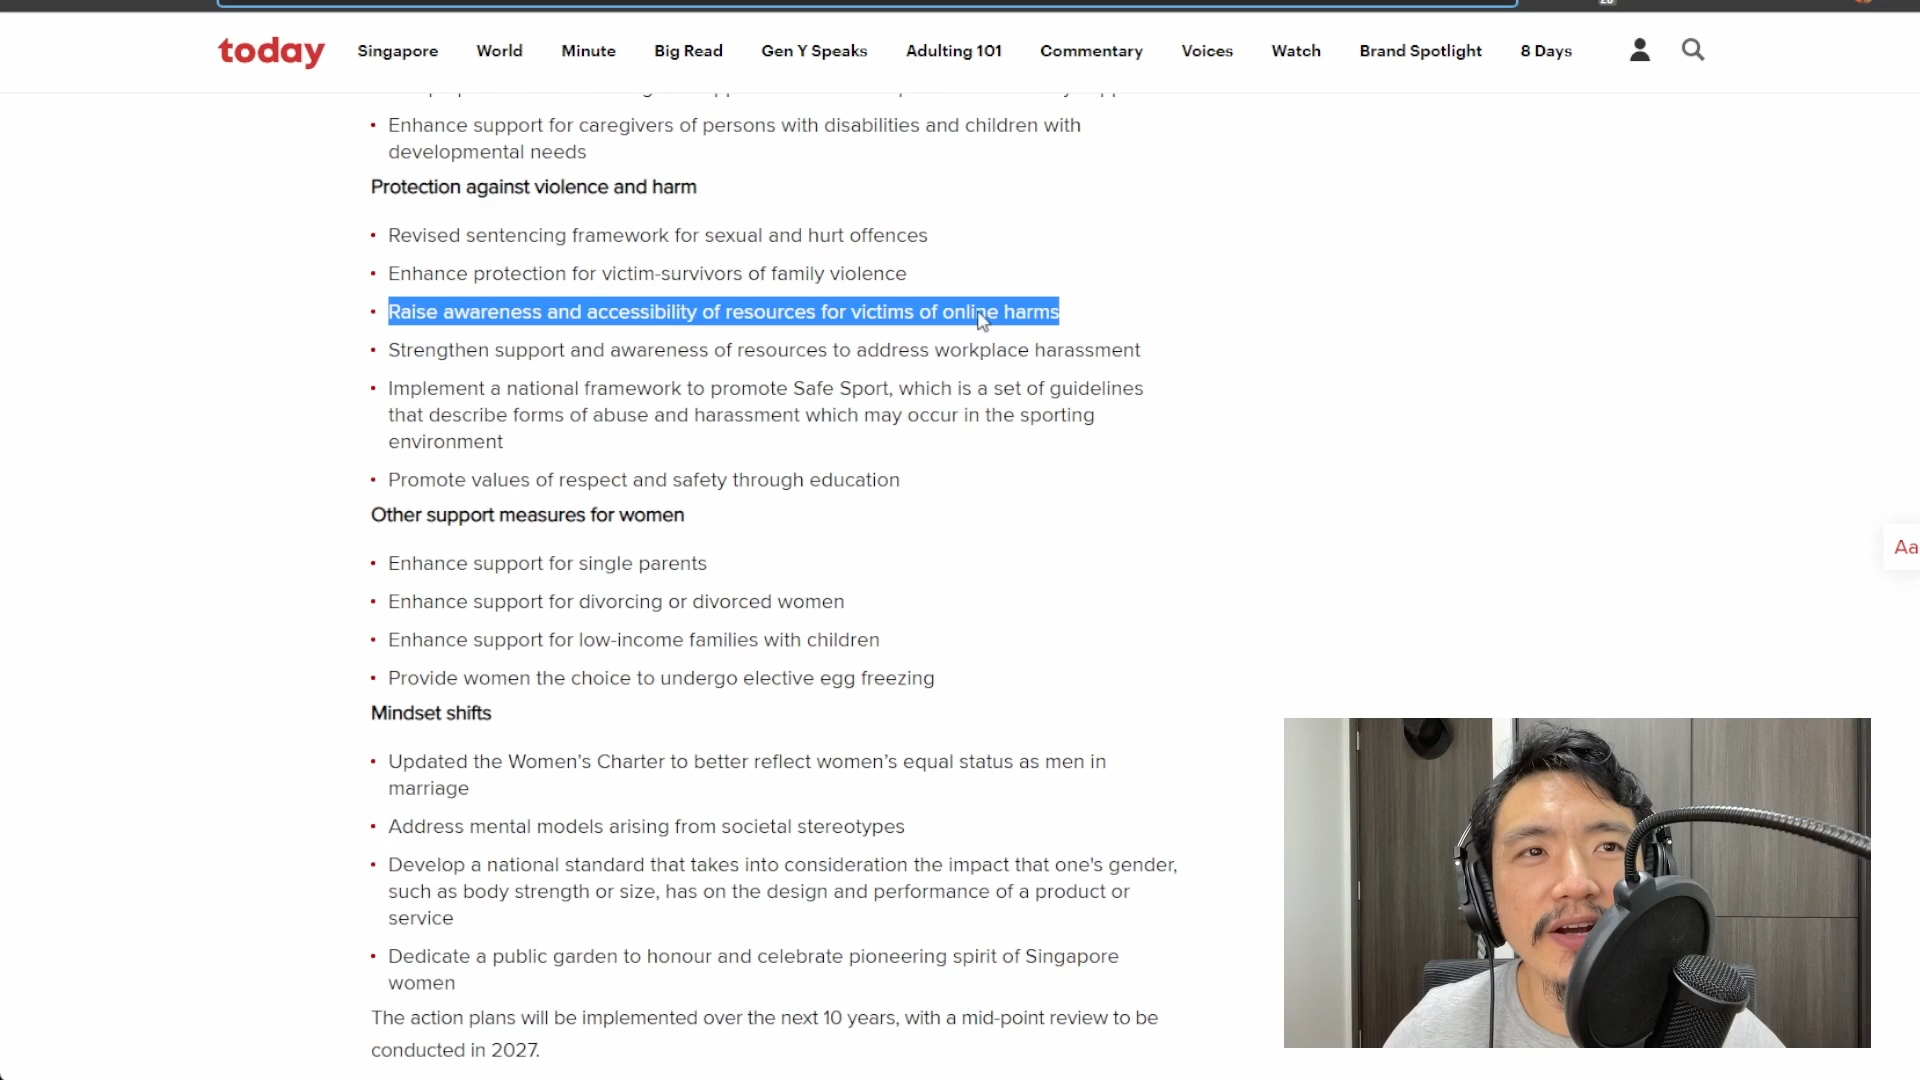 today Singapore World Minute Big Read Gen Y Speaks Adulting 101 Commentary Voices Watch Brand Spotlight 8 Days
• Enhance support for caregivers of persons with disabilities and children with
developmental needs
Protection against violence and harm
• Revised sentencing framework for sexual and hurt offences
• Enhance protection for victim-survivors of family violence
• Raise awareness and accessibility of resources for victims of online harms
• Strengthen support and awareness of resources to address workplace harassment
• Implement a national framework to promote Safe Sport, which is a set of guidelines
that describe forms of abuse and harassment which may occur in the sporting
environment
• Promote values of respect and safety through education
Other support measures for women
• Enhance support for single parents
• Enhance support for divorcing or divorced women
• Enhance support for low-income families with children
• Provide women the choice to undergo elective egg freezing
Mindset shifts
• Updated the Women’s Charter to better reflect women’s equal status as men in
marriage
• Address mental models arising from societal stereotypes
• Develop a national standard that takes into consideration the impact that one's gender,
such as body strength or size, has on the design and performance of a product or
service
• Dedicate a public garden to honour and celebrate pioneering spirit of Singapore
women
The action plans will be implemented over the next 10 years, with a mid-point review to be
conducted in 2027.
Aa